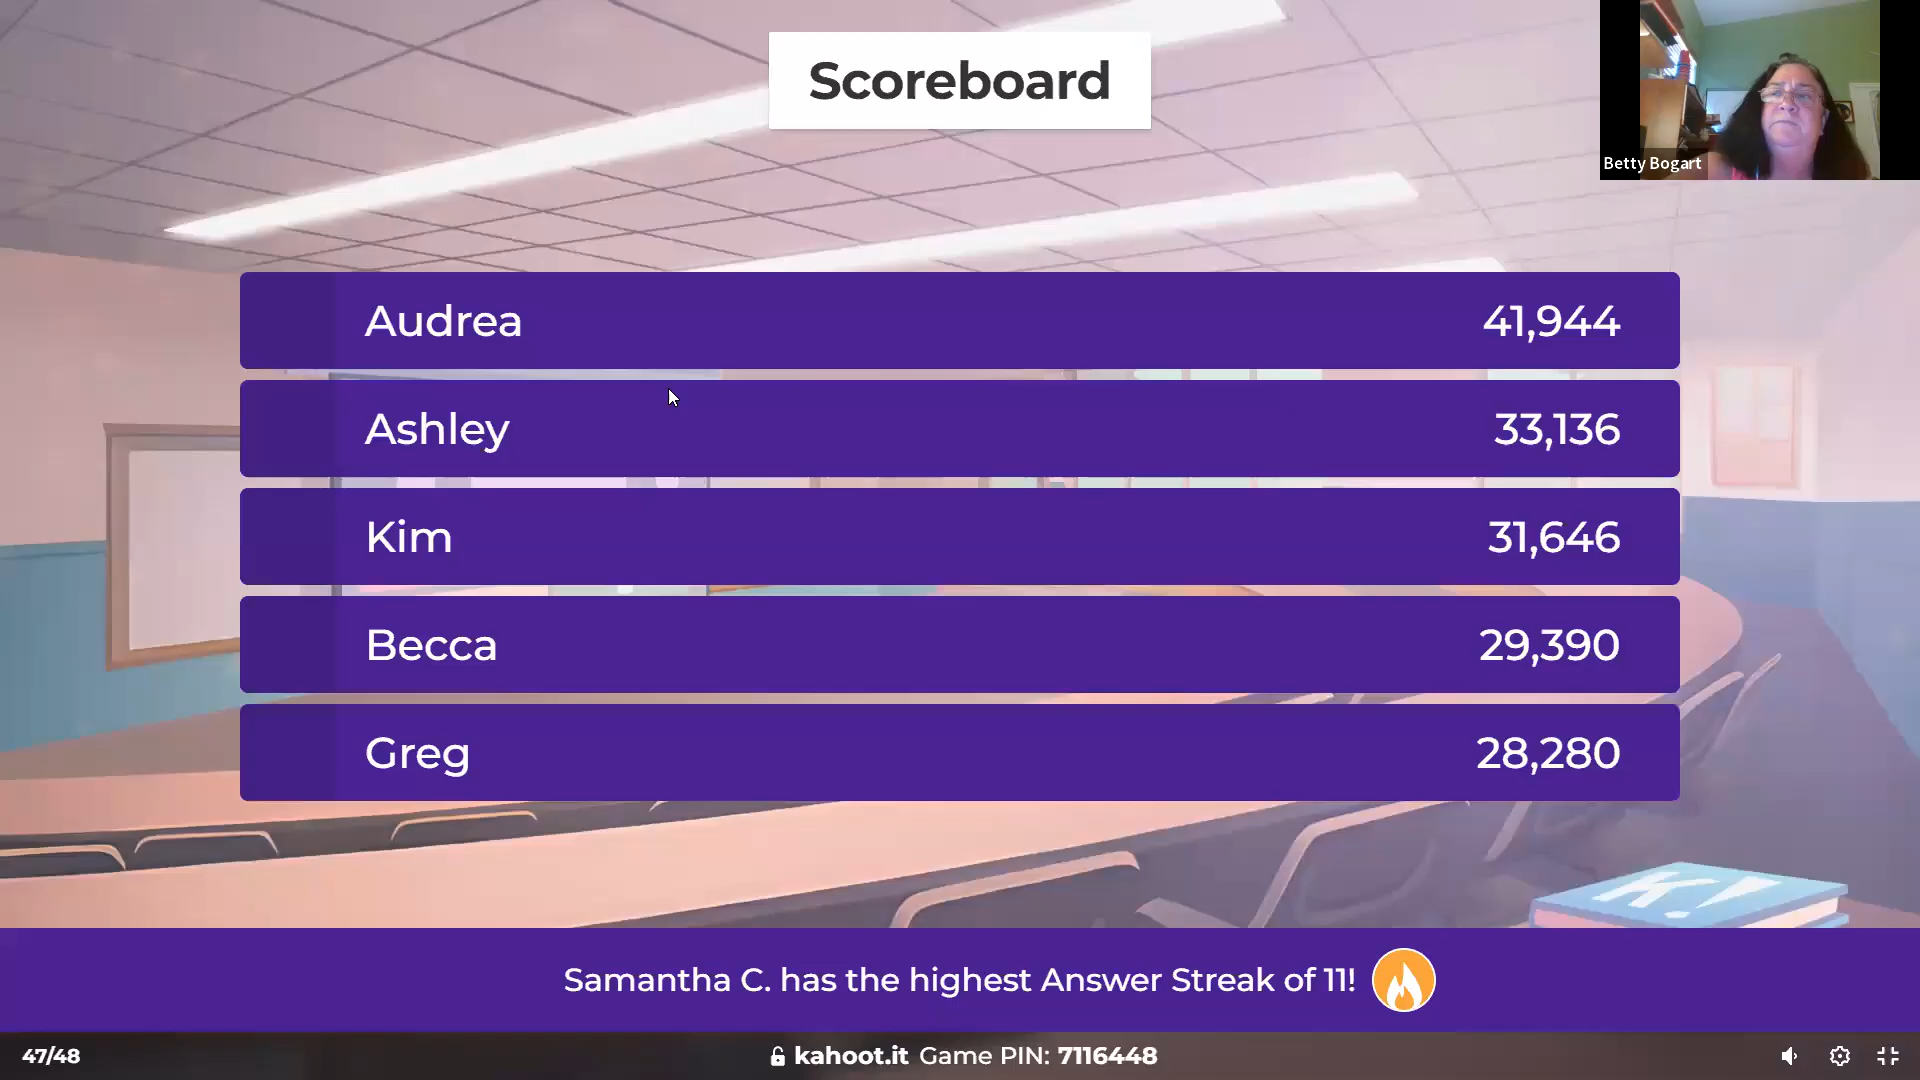 Scoreboard
Betty Bogart
Audrea 41,944
Ashley 33,136
Kim 31,646
Becca 29,390
Greg 28,280
K!
Samantha C. has the highest Answer Streak of 11!
47/48 kahoot.it Game PIN: 7116448